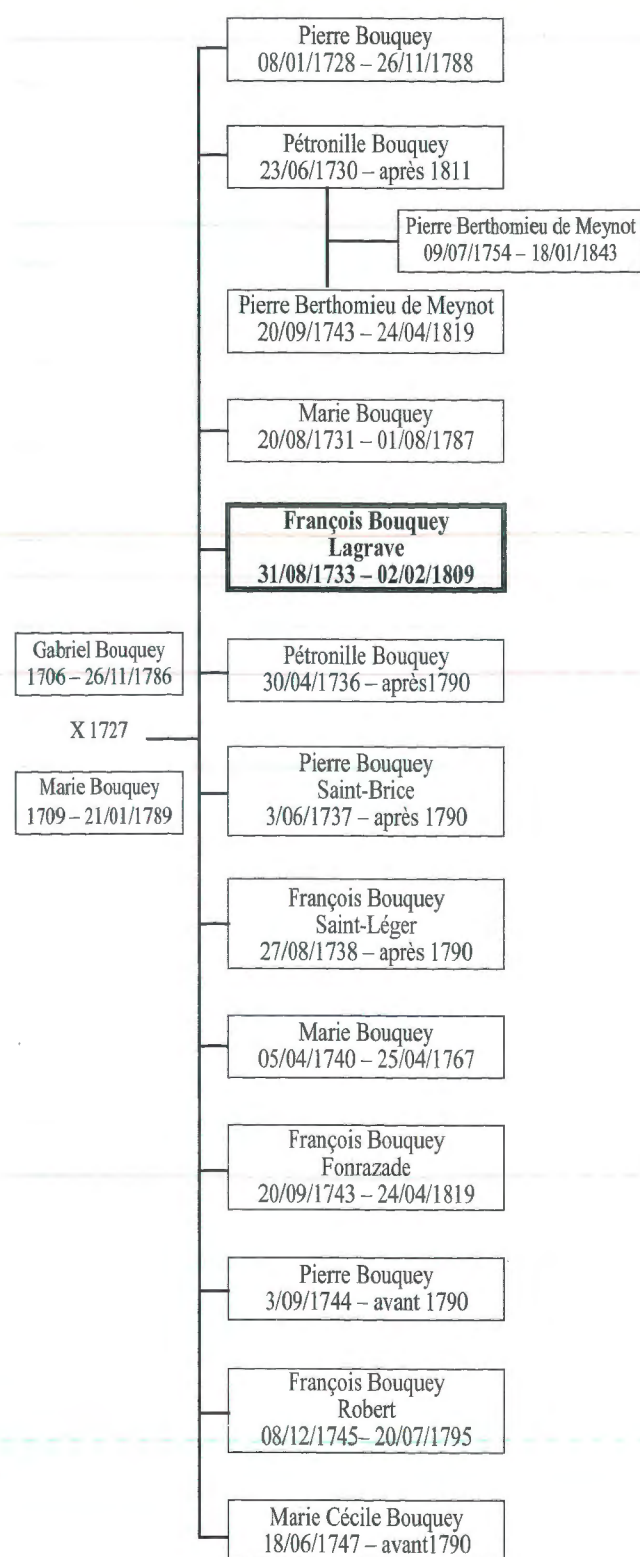 Pierre Bouquey
08/01/1728 – 26/11/1788
Pétronille Bouquey
23/06/1730 – après 1811
Pierre Berthomieu de Meynot
09/07/1754 – 18/01/1843
Pierre Berthomieu de Meynot
20/09/1743 – 24/04/1819
Marie Bouquey
20/08/1731 – 01/08/1787
François Bouquey
Lagrave
31/08/1733 – 02/02/1809
Gabriel Bouquey
1706 – 26/11/1786
X 1727
Marie Bouquey
1709 – 21/01/1789
Pétronille Bouquey
30/04/1736 – après1790
Pierre Bouquey
Saint-Brice
3/06/1737 – après 1790
François Bouquey
Saint-Léger
27/08/1738 – après 1790
Marie Bouquey
05/04/1740 – 25/04/1767
François Bouquey
Fonrazade
20/09/1743 – 24/04/1819
Pierre Bouquey
3/09/1744 – avant 1790
François Bouquey
Robert
08/12/1745– 20/07/1795
Marie Cécile Bouquey
18/06/1747 – avant1790